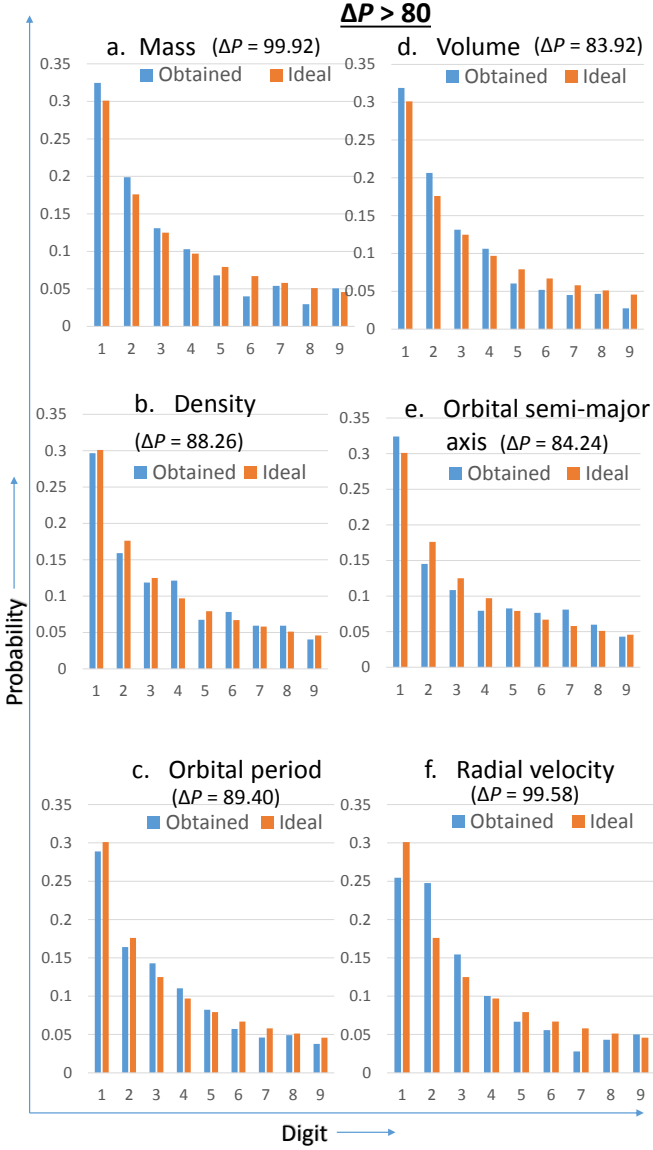 ΔP > 80
a. Mass (ΔP = 99.92)
Obtained Ideal
0.35
0.3
0.25
0.2
0.15
0.1
0.05
0
1 2 3 4 5 6 7 8 9
d. Volume (ΔP = 83.92)
Obtained Ideal
0.35
0.3
0.25
0.2
0.15
0.1
0.05
0
1 2 3 4 5 6 7 8 9
b. Density
(ΔP = 88.26)
Obtained Ideal
0.35
0.3
0.25
0.2
0.15
0.1
0.05
0
1 2 3 4 5 6 7 8 9
e. Orbital semi-major
axis (ΔP = 84.24)
Obtained Ideal
0.35
0.3
0.25
0.2
0.15
0.1
0.05
0
1 2 3 4 5 6 7 8 9
c. Orbital period
(ΔP = 89.40)
Obtained Ideal
0.35
0.3
0.25
0.2
0.15
0.1
0.05
0
1 2 3 4 5 6 7 8 9
f. Radial velocity
(ΔP = 99.58)
Obtained Ideal
0.35
0.3
0.25
0.2
0.15
0.1
0.05
0
1 2 3 4 5 6 7 8 9
Probability
Digit